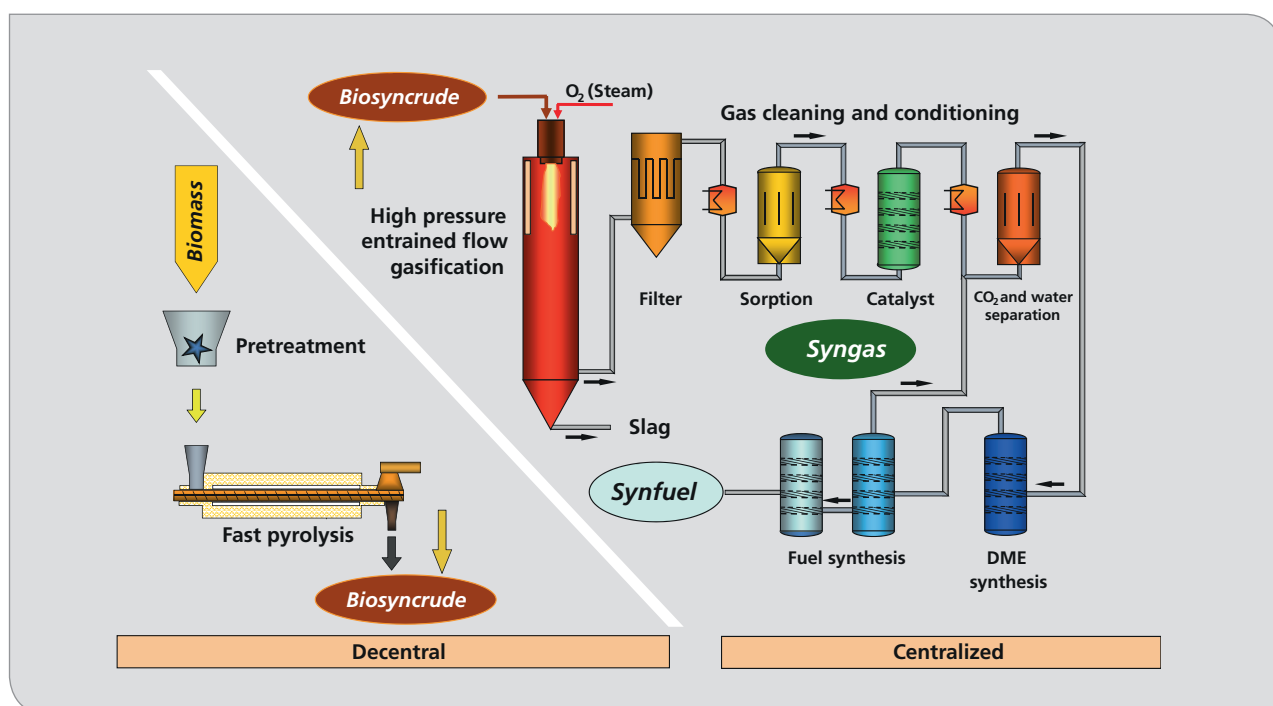 Biomass
Pretreatment
Fast pyrolysis
Biosyncrude
Decentral
Biosyncrude
O2 (Steam)
High pressure
entrained flow
gasification
Slag
Gas cleaning and conditioning
Filter
Sorption
Catalyst
CO2 and water
separation
Syngas
Synfuel
Fuel synthesis
DME
synthesis
Centralized